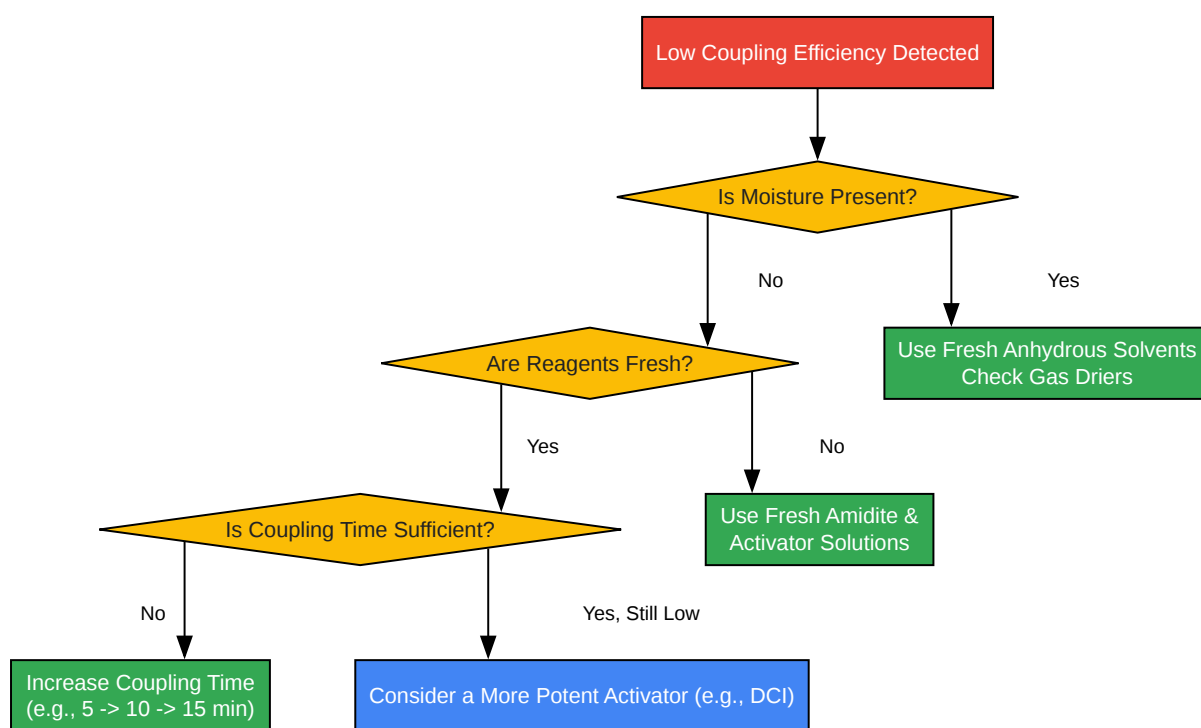 Low Coupling Efficiency Detected
Is Moisture Present?
No
Yes
Use Fresh Anhydrous Solvents
Check Gas Driers
Are Reagents Fresh?
Yes
No
Use Fresh Amidite &
Activator Solutions
Is Coupling Time Sufficient?
No
Yes, Still Low
Increase Coupling Time
(e.g., 5 -> 10 -> 15 min)
Consider a More Potent Activator (e.g., DCI)